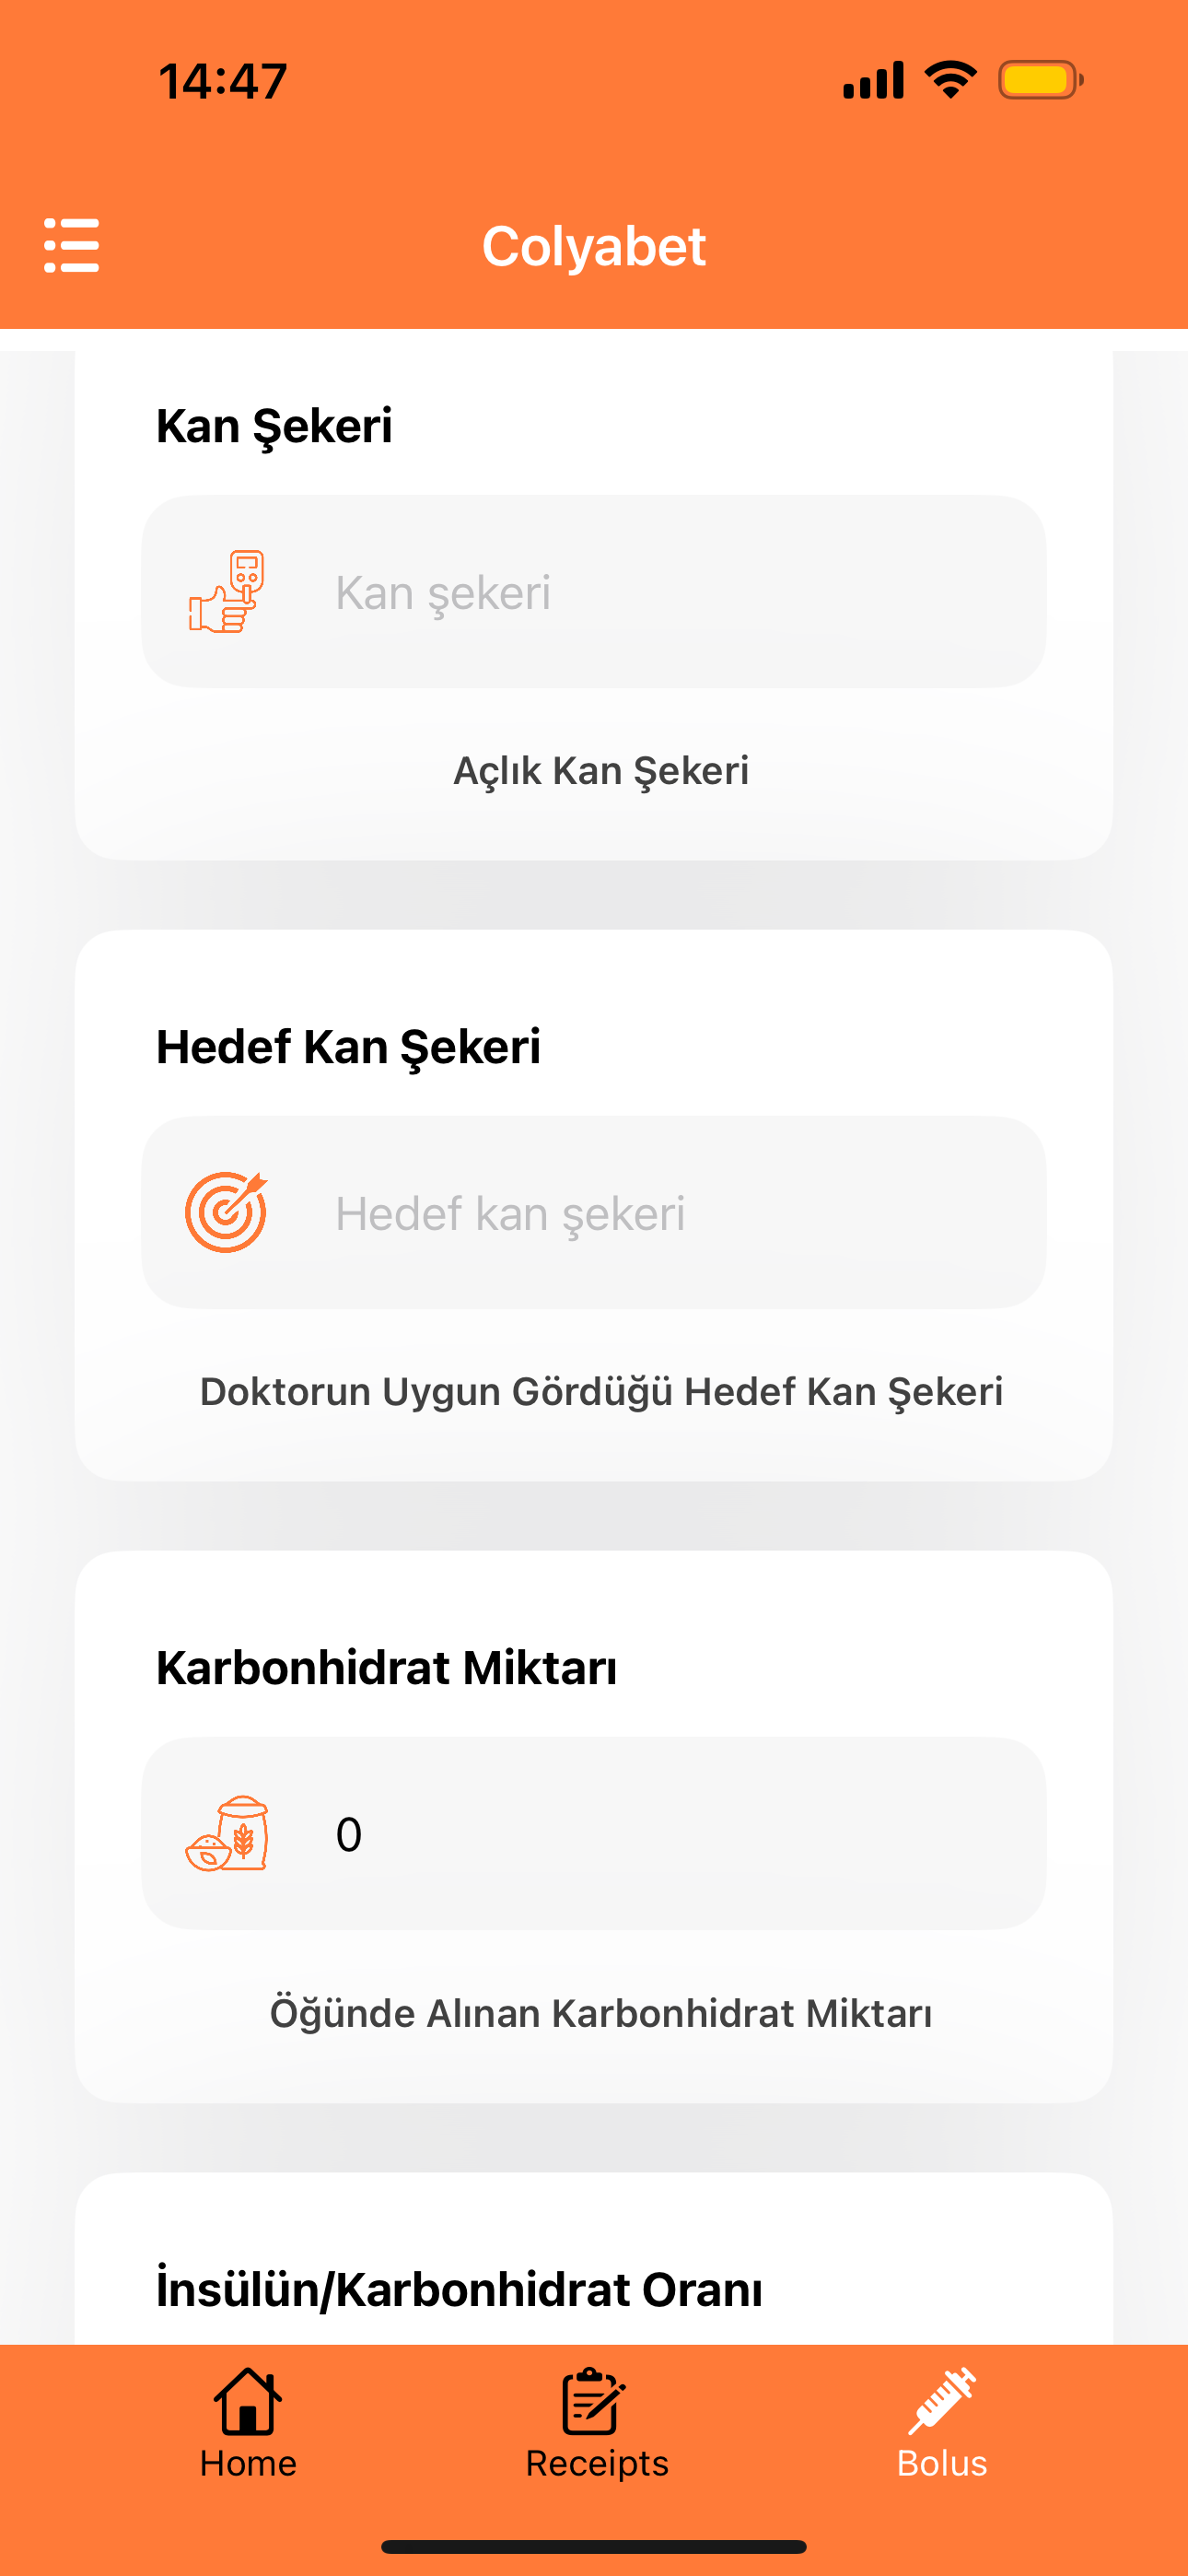 14:47
Colyabet
Kan Şekeri
Kan şekeri
Açlık Kan Şekeri
Hedef Kan Şekeri
Hedef kan şekeri
Doktorun Uygun Gördüğü Hedef Kan Şekeri
Karbonhidrat Miktarı
0
Öğünde Alınan Karbonhidrat Miktarı
İnsülün/Karbonhidrat Oranı
Home
Receipts
Bolus